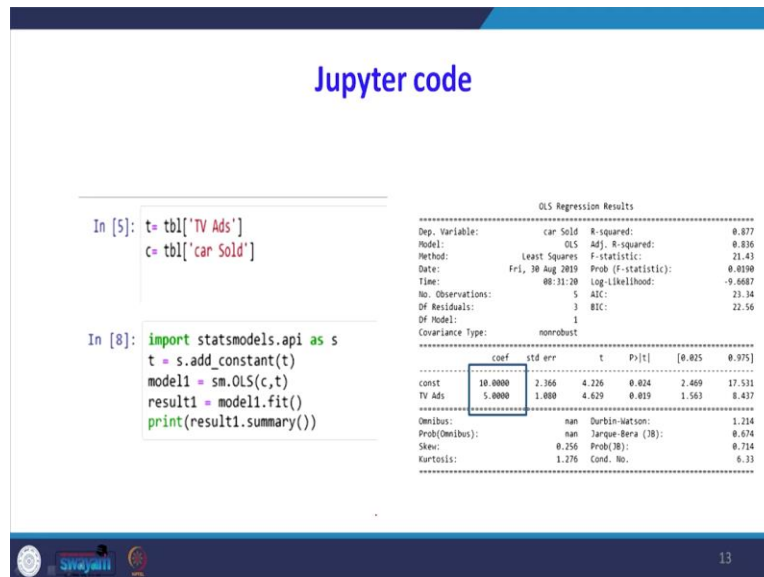 Jupyter code
In [5]: t= tbl['TV Ads']
c= tbl['car Sold']
In [8]: import statsmodels.api as s
t = s.add_constant(t)
model1 = sm.OLS(c,t)
result1 = model1.fit()
print(result1.summary())
OLS Regression Results
Dep. Variable: car Sold R-squared: 0.877
Model: OLS Adj. R-squared: 0.836
Method: Least Squares F-statistic: 21.43
Date: Fri, 30 Aug 2019 Prob (F-statistic): 0.0190
Time: 08:31:20 Log-Likelihood: -9.6687
No. Observations: 5 AIC: 23.34
Df Residuals: 3 BIC: 22.56
Df Model: 1
Covariance Type: nonrobust
coef std err t P>|t| [0.025 0.975]
const 10.0000 2.366 4.226 0.024 2.469 17.531
TV Ads 5.0000 1.080 4.629 0.019 1.563 8.437
Omnibus: nan Durbin-Watson: 1.214
Prob(Omnibus): nan Jarque-Bera (JB): 0.674
Skew: 0.256 Prob(JB): 0.714
Kurtosis: 1.276 Cond. No. 6.33
swayam 13